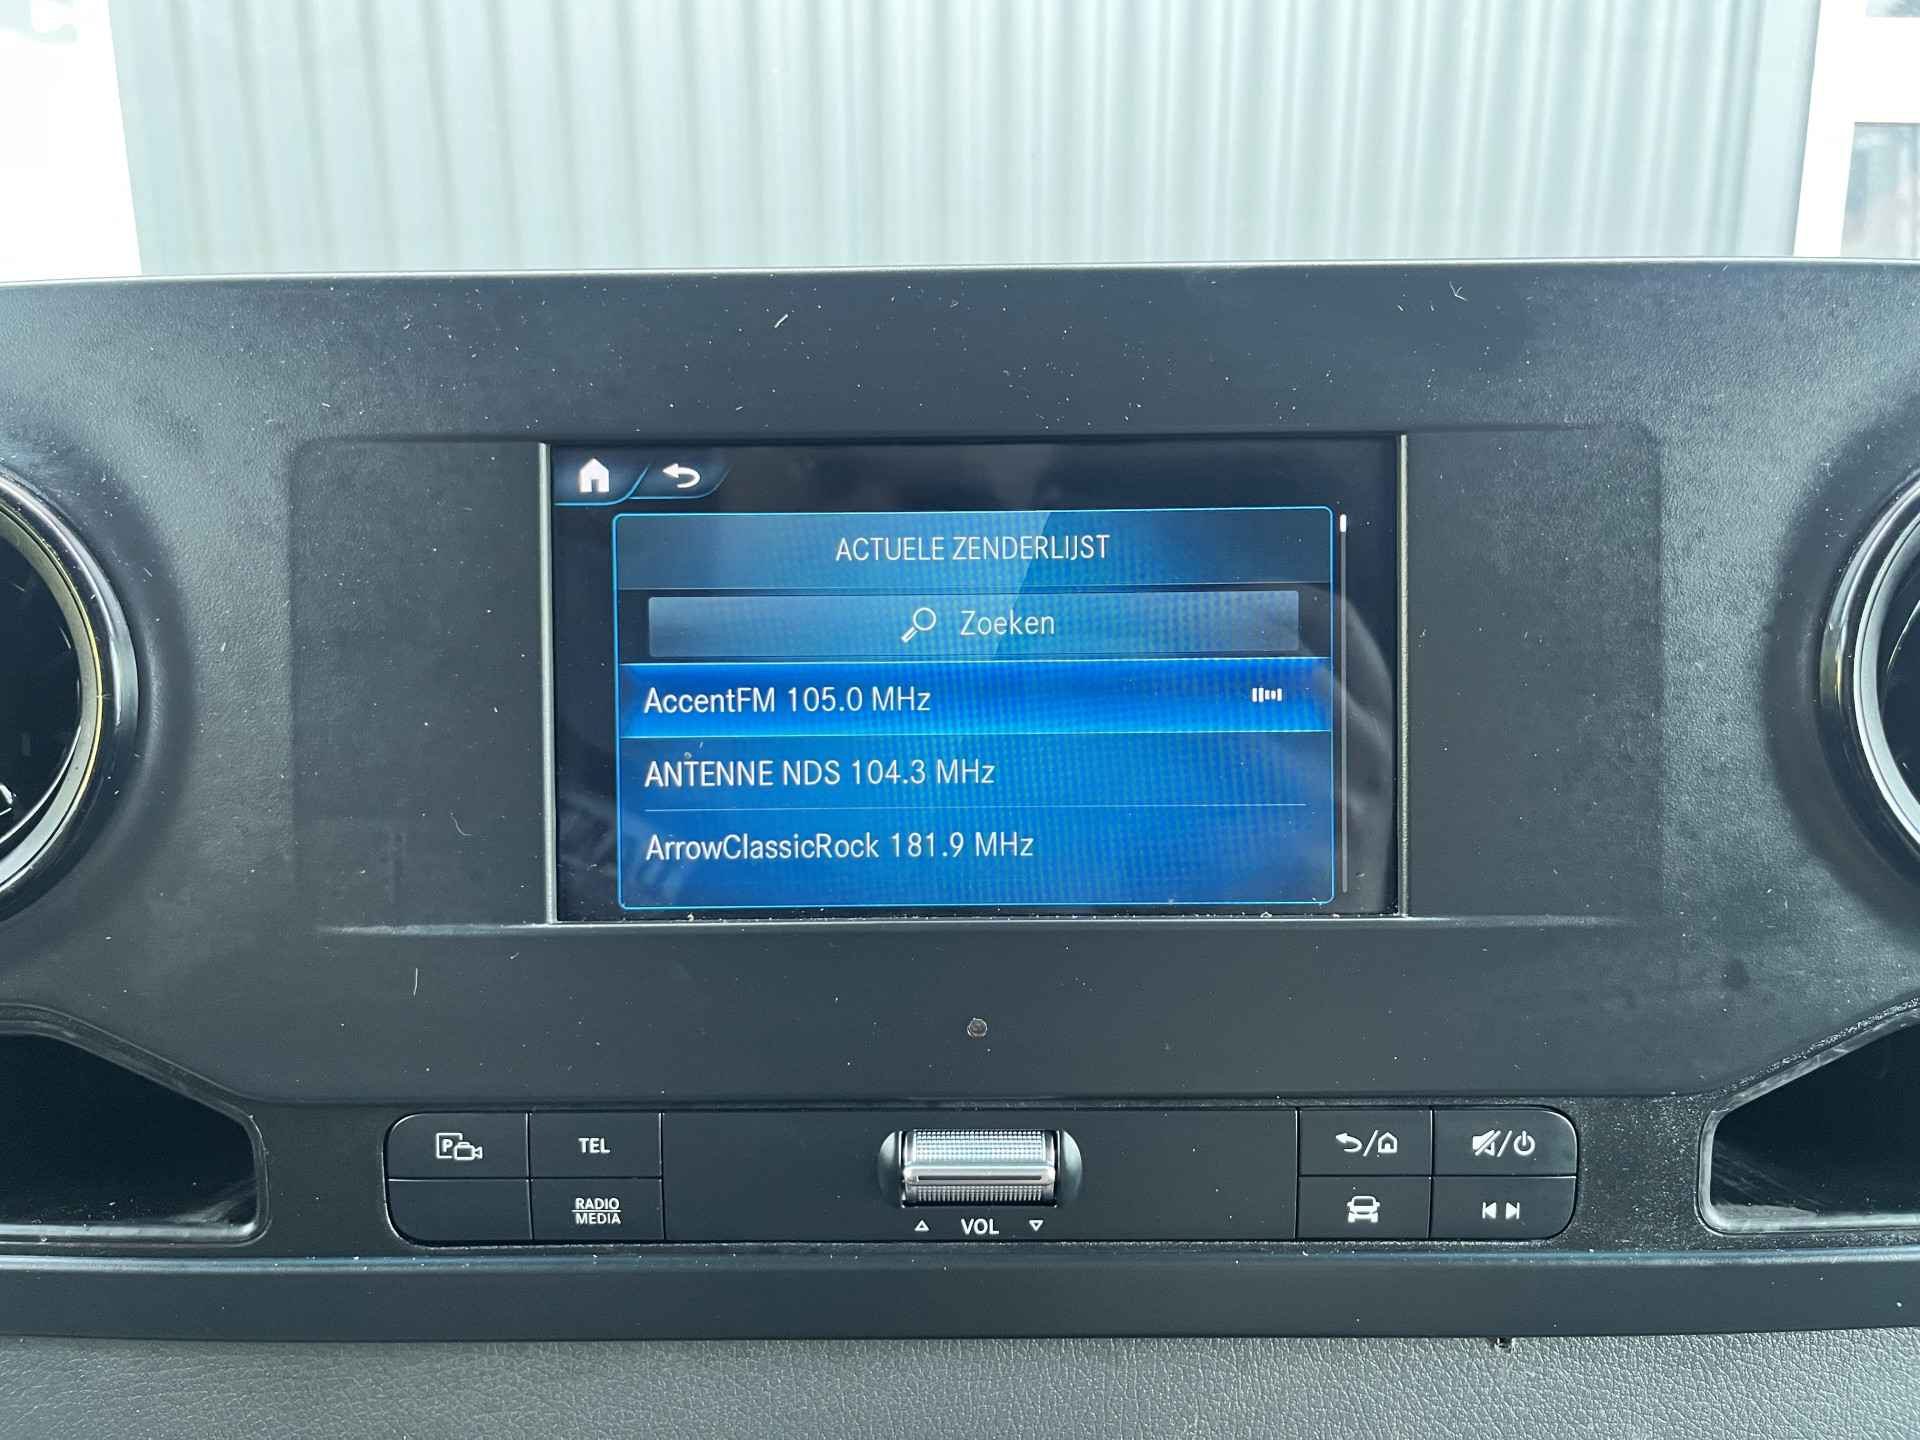 ACTUELE ZENDERLIJST
Zoeken
AccentFM 105.0 MHz
ANTENNE NDS 104.3 MHz
ArrowClassicRock 181.9 MHz
P
TEL
RADIO
MEDIA
VOL